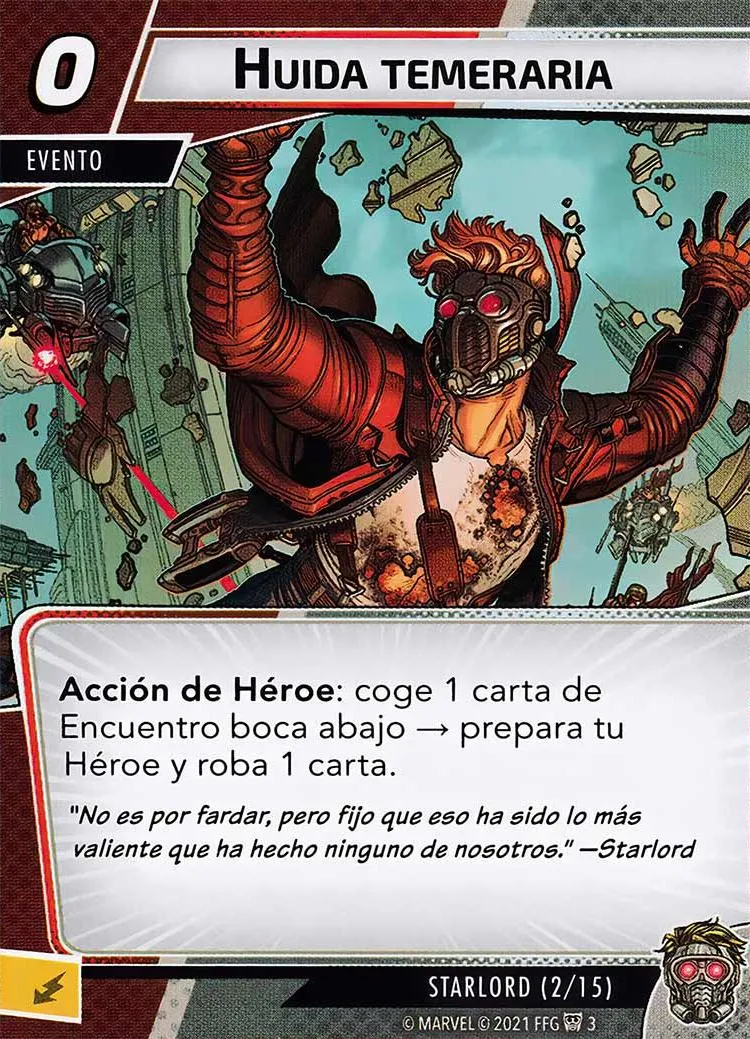 0
HUIDA TEMERARIA
EVENTO
Acción de Héroe: coge 1 carta de
Encuentro boca abajo → prepara tu
Héroe y roba 1 carta.
"No es por fardar, pero fijo que eso ha sido lo más
valiente que ha hecho ninguno de nosotros." —Starlord
STARLORD (2/15)
© MARVEL © 2021 FFG 3